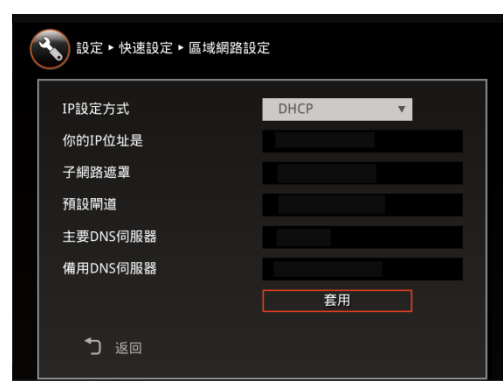 設定 ▸ 快速設定 ▸ 區域網路設定
IP設定方式 DHCP ▼
你的IP位址是
子網路遮罩
預設閘道
主要DNS伺服器
備用DNS伺服器
套用
返回